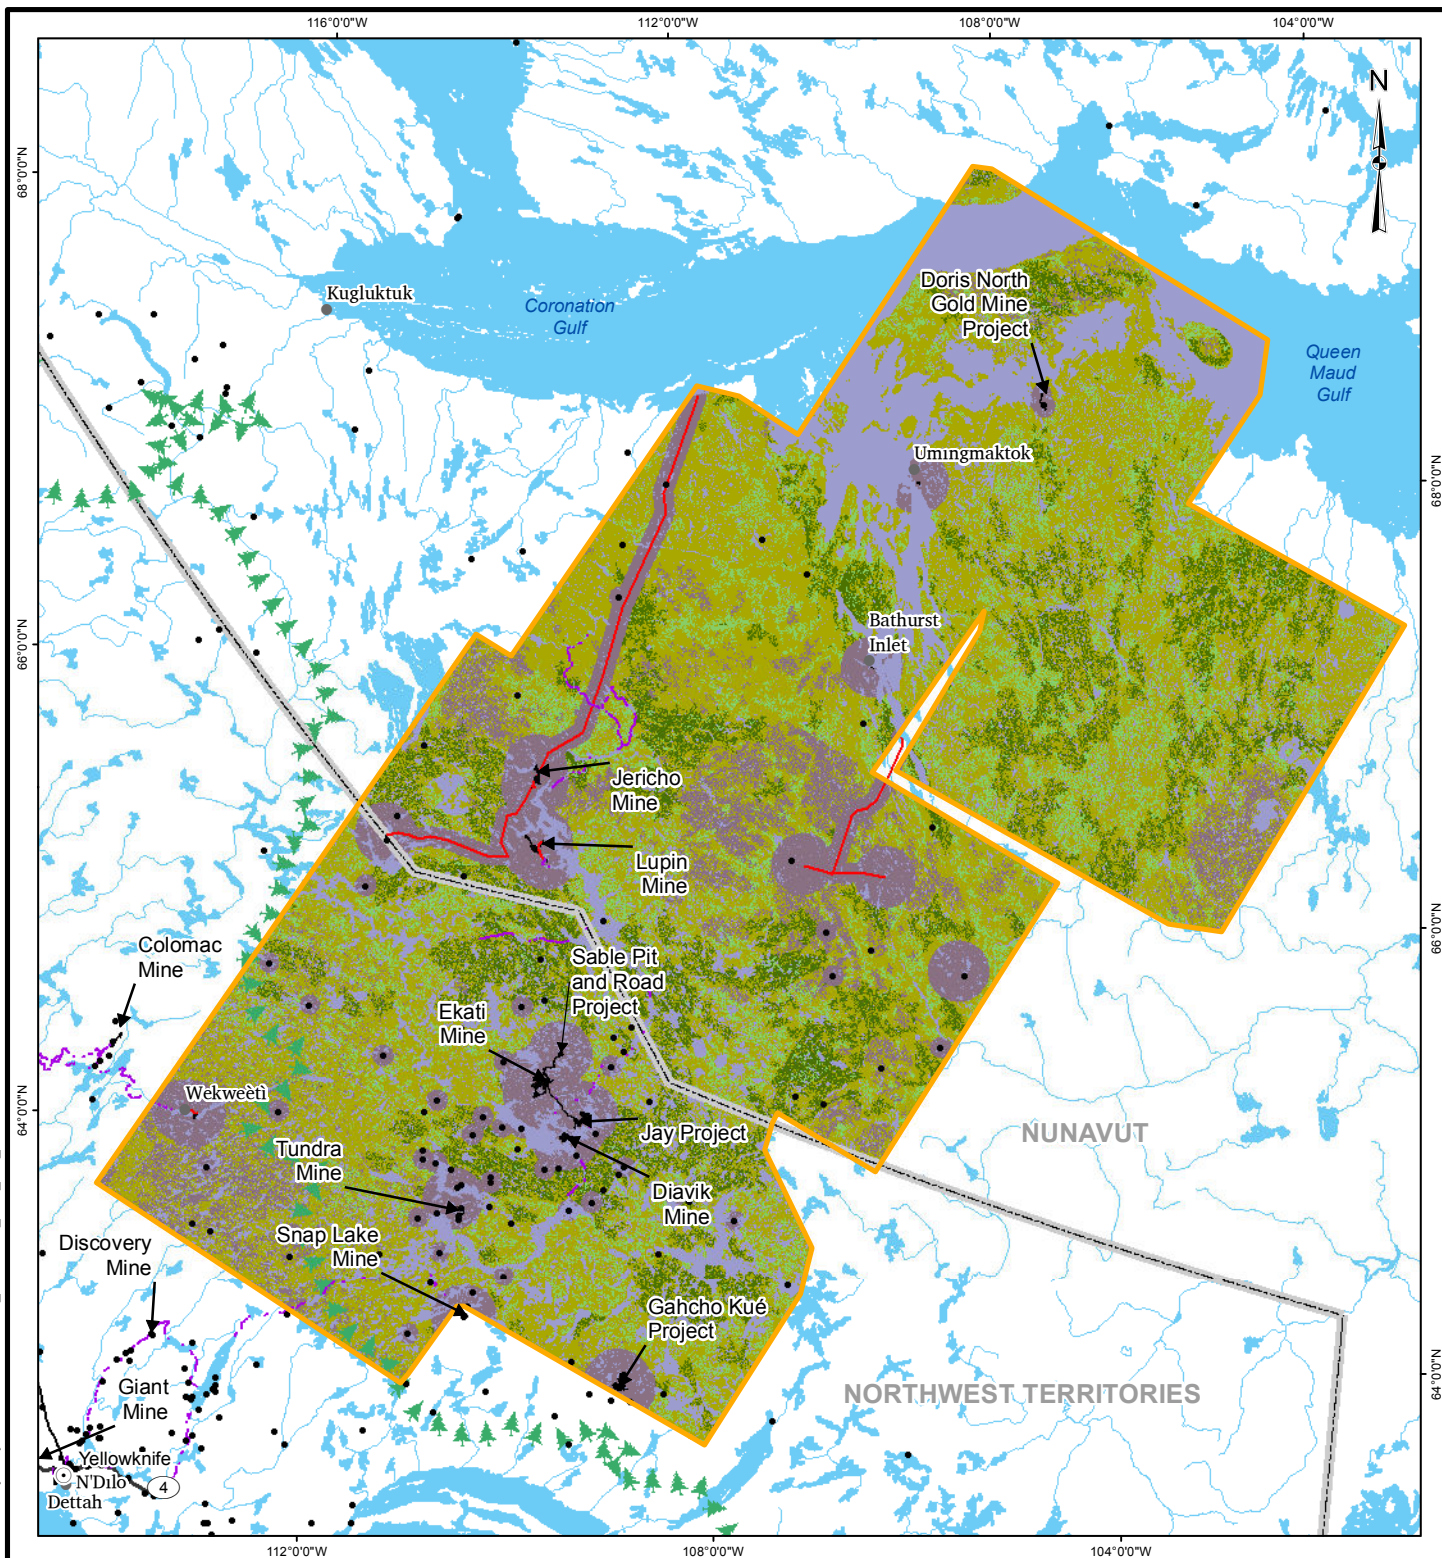 116°0'0"W
112°0'0"W
108°0'0"W
104°0'0"W
N
68°0'0"N
Kugluktuk
Coronation
Gulf
Doris North
Gold Mine
Project
Queen
Maud
Gulf
Umıngmaktok
68°0'0"N
66°0'0"N
Bathurst
Inlet
Jericho
Mine
Lupin
Mine
66°0'0"N
Colomac
Mine
Sable Pit
and Road
Project
Ekati
Mine
Wekweètì
64°0'0"N
Jay Project
NUNAVUT
Tundra
Mine
Diavik
Mine
Snap Lake
Mine
Discovery
Mine
Gahcho Kué
Project
64°0'0"N
Giant
Mine
NORTHWEST TERRITORIES
Yellowknife
N'Dılo
4
Dettah
112°0'0"W
108°0'0"W
104°0'0"W